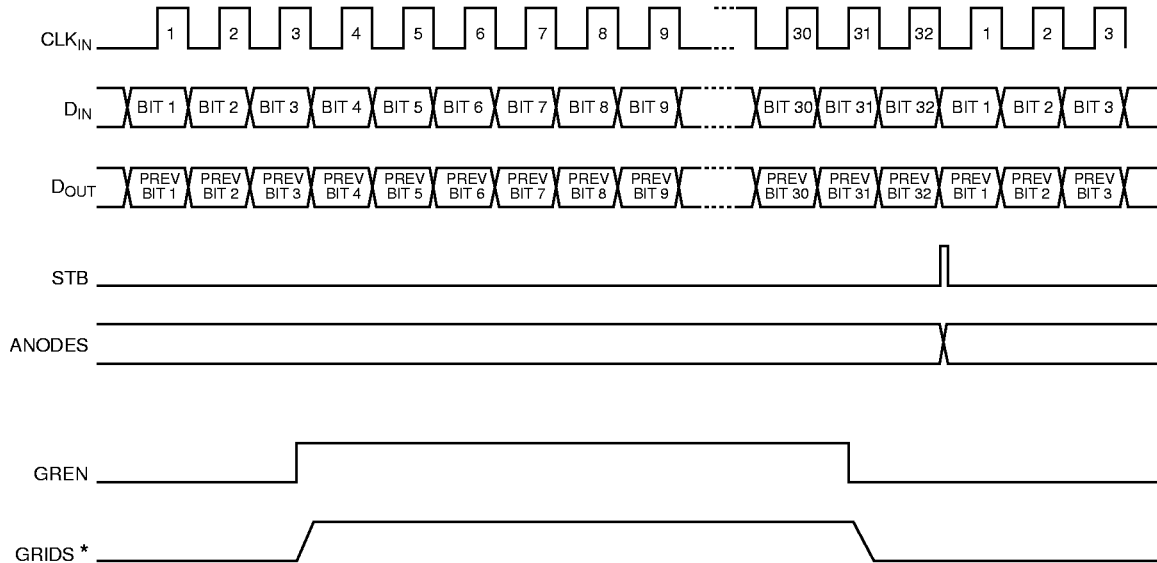 CLKIN 1 2 3 4 5 6 7 8 9 30 31 32 1 2 3
DIN BIT 1 BIT 2 BIT 3 BIT 4 BIT 5 BIT 6 BIT 7 BIT 8 BIT 9 BIT 30 BIT 31 BIT 32 BIT 1 BIT 2 BIT 3
PREV PREV PREV PREV PREV PREV PREV PREV PREV PREV PREV PREV PREV PREV PREV
DOUT BIT 1 BIT 2 BIT 3 BIT 4 BIT 5 BIT 6 BIT 7 BIT 8 BIT 9 BIT 30 BIT 31 BIT 32 BIT 1 BIT 2 BIT 3
STB
ANODES
GREN
GRIDS *